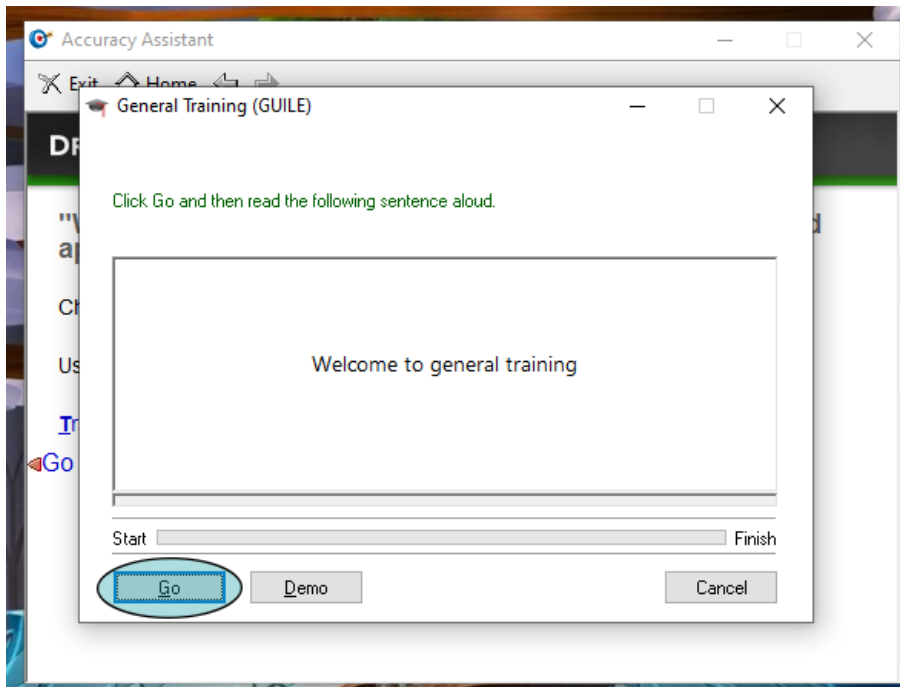 Accuracy Assistant
Exit Home
General Training (GUILE)
Click Go and then read the following sentence aloud.
Welcome to general training
Go
Start Finish
Go Demo Cancel